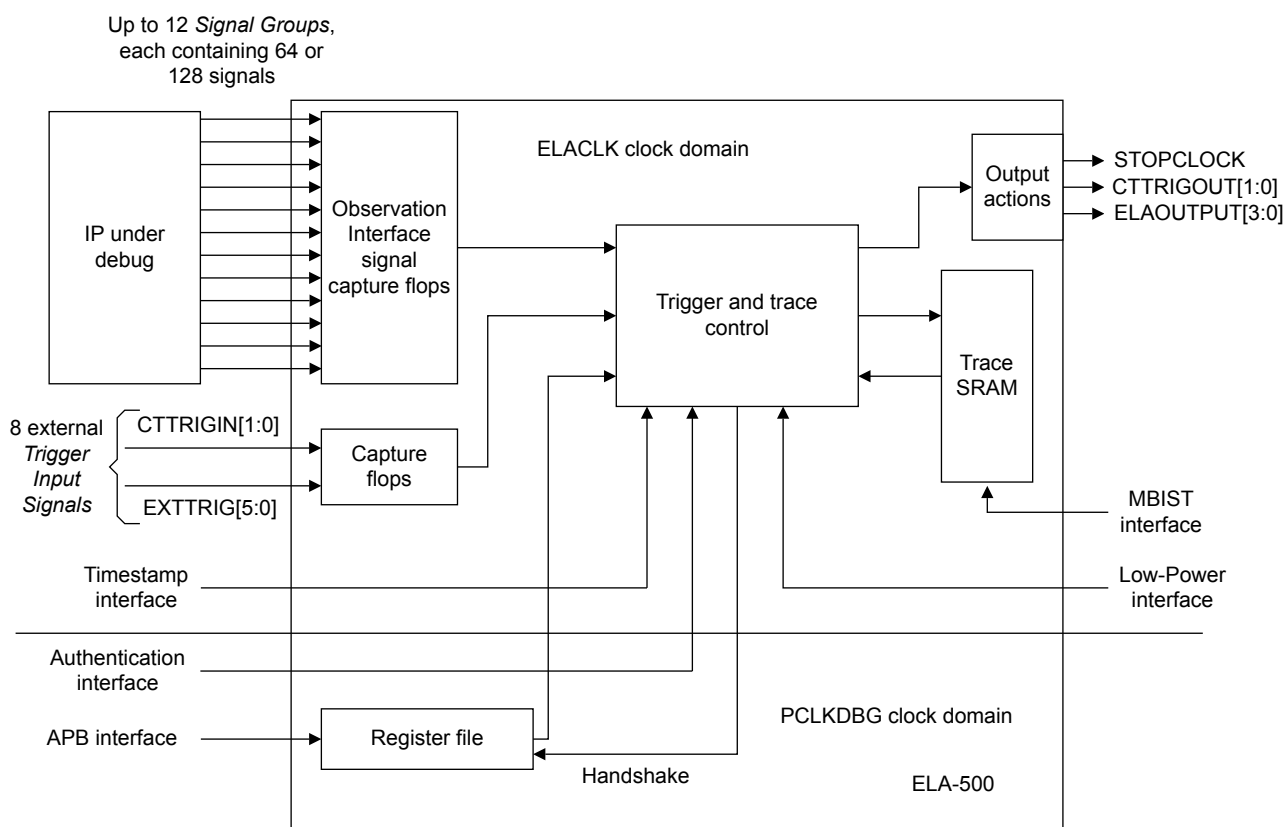 Up to 12 Signal Groups,
each containing 64 or
128 signals
IP under
debug
Observation
Interface
signal
capture flops
ELACLK clock domain
Output
actions
STOPCLOCK
CTTRIGOUT[1:0]
ELAOUTPUT[3:0]
Trigger and trace
control
Trace
SRAM
8 external
Trigger
Input
Signals
CTTRIGIN[1:0]
EXTTRIG[5:0]
Capture
flops
MBIST
interface
Timestamp
interface
Low-Power
interface
Authentication
interface
APB interface
Register file
Handshake
PCLKDBG clock domain
ELA-500